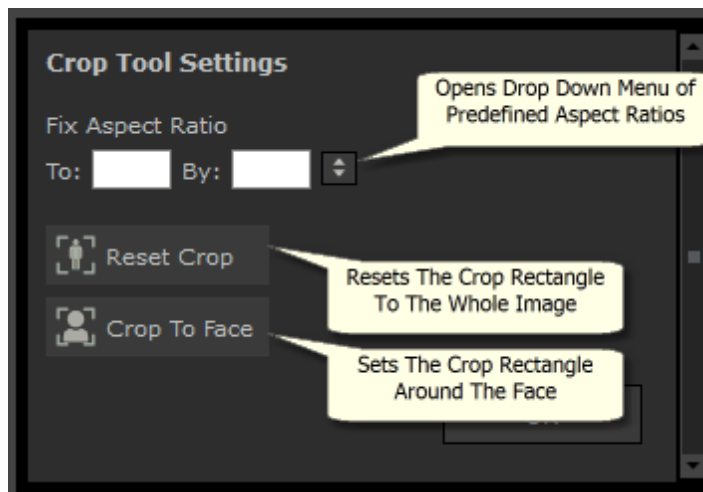 Crop Tool Settings
Opens Drop Down Menu of
Predefined Aspect Ratios
Fix Aspect Ratio
To: By:
Reset Crop
Resets The Crop Rectangle
To The Whole Image
Crop To Face
Sets The Crop Rectangle
Around The Face